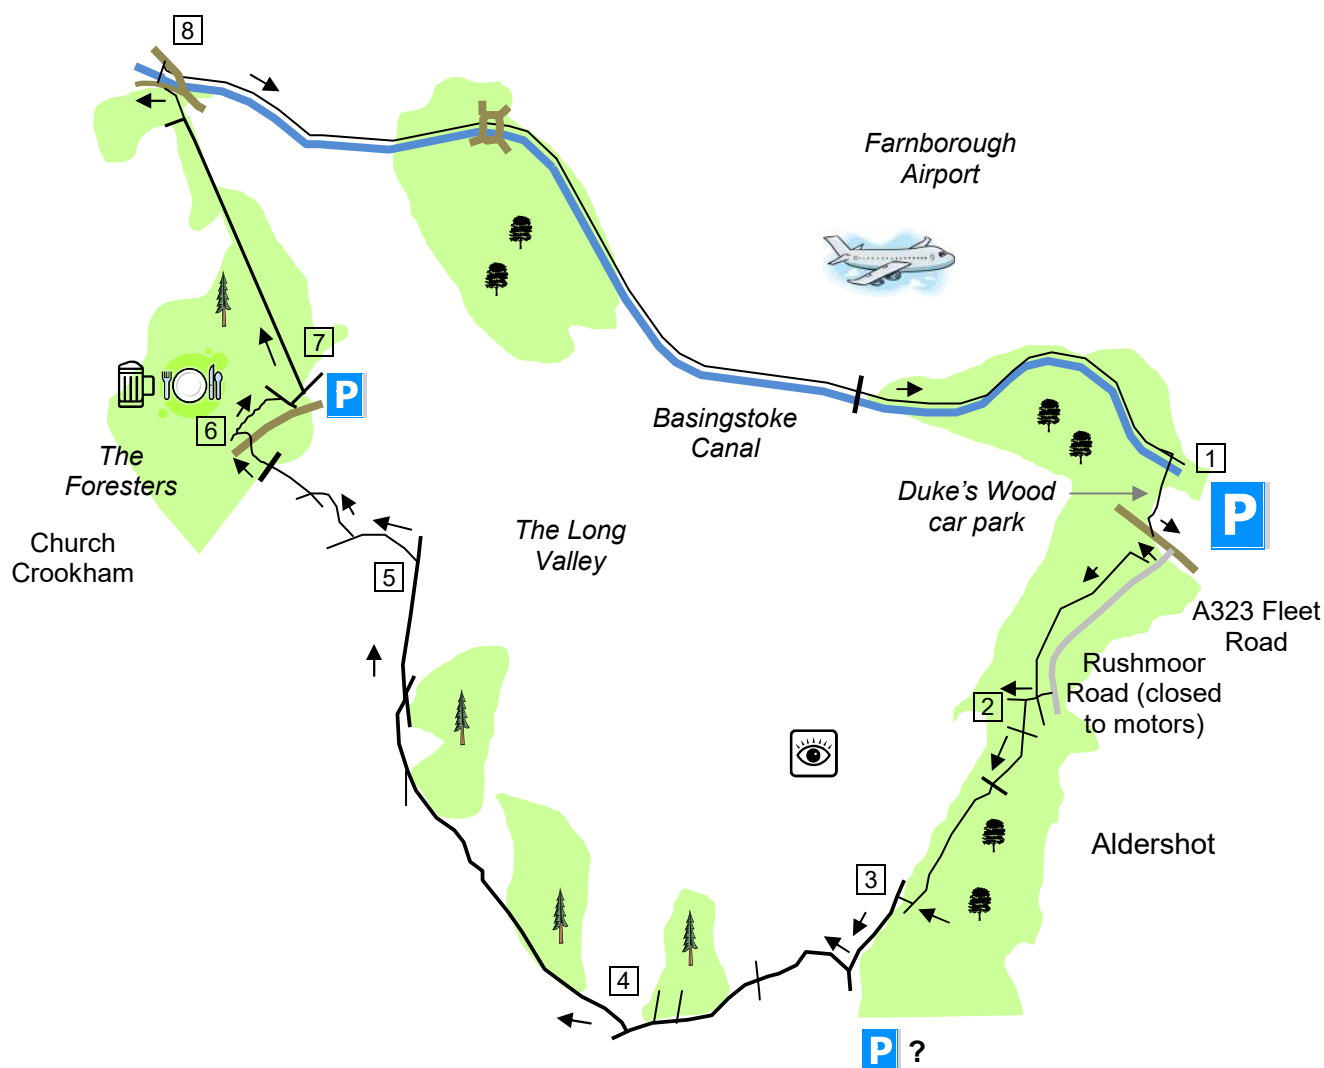 8
Farnborough
Airport
7
P
6
The
Foresters
Church
Crookham
Basingstoke
Canal
The Long
Valley
5
1
Duke's Wood
car park
P
A323 Fleet
Road
Rushmoor
Road (closed
to motors)
2
Aldershot
3
4
P ?